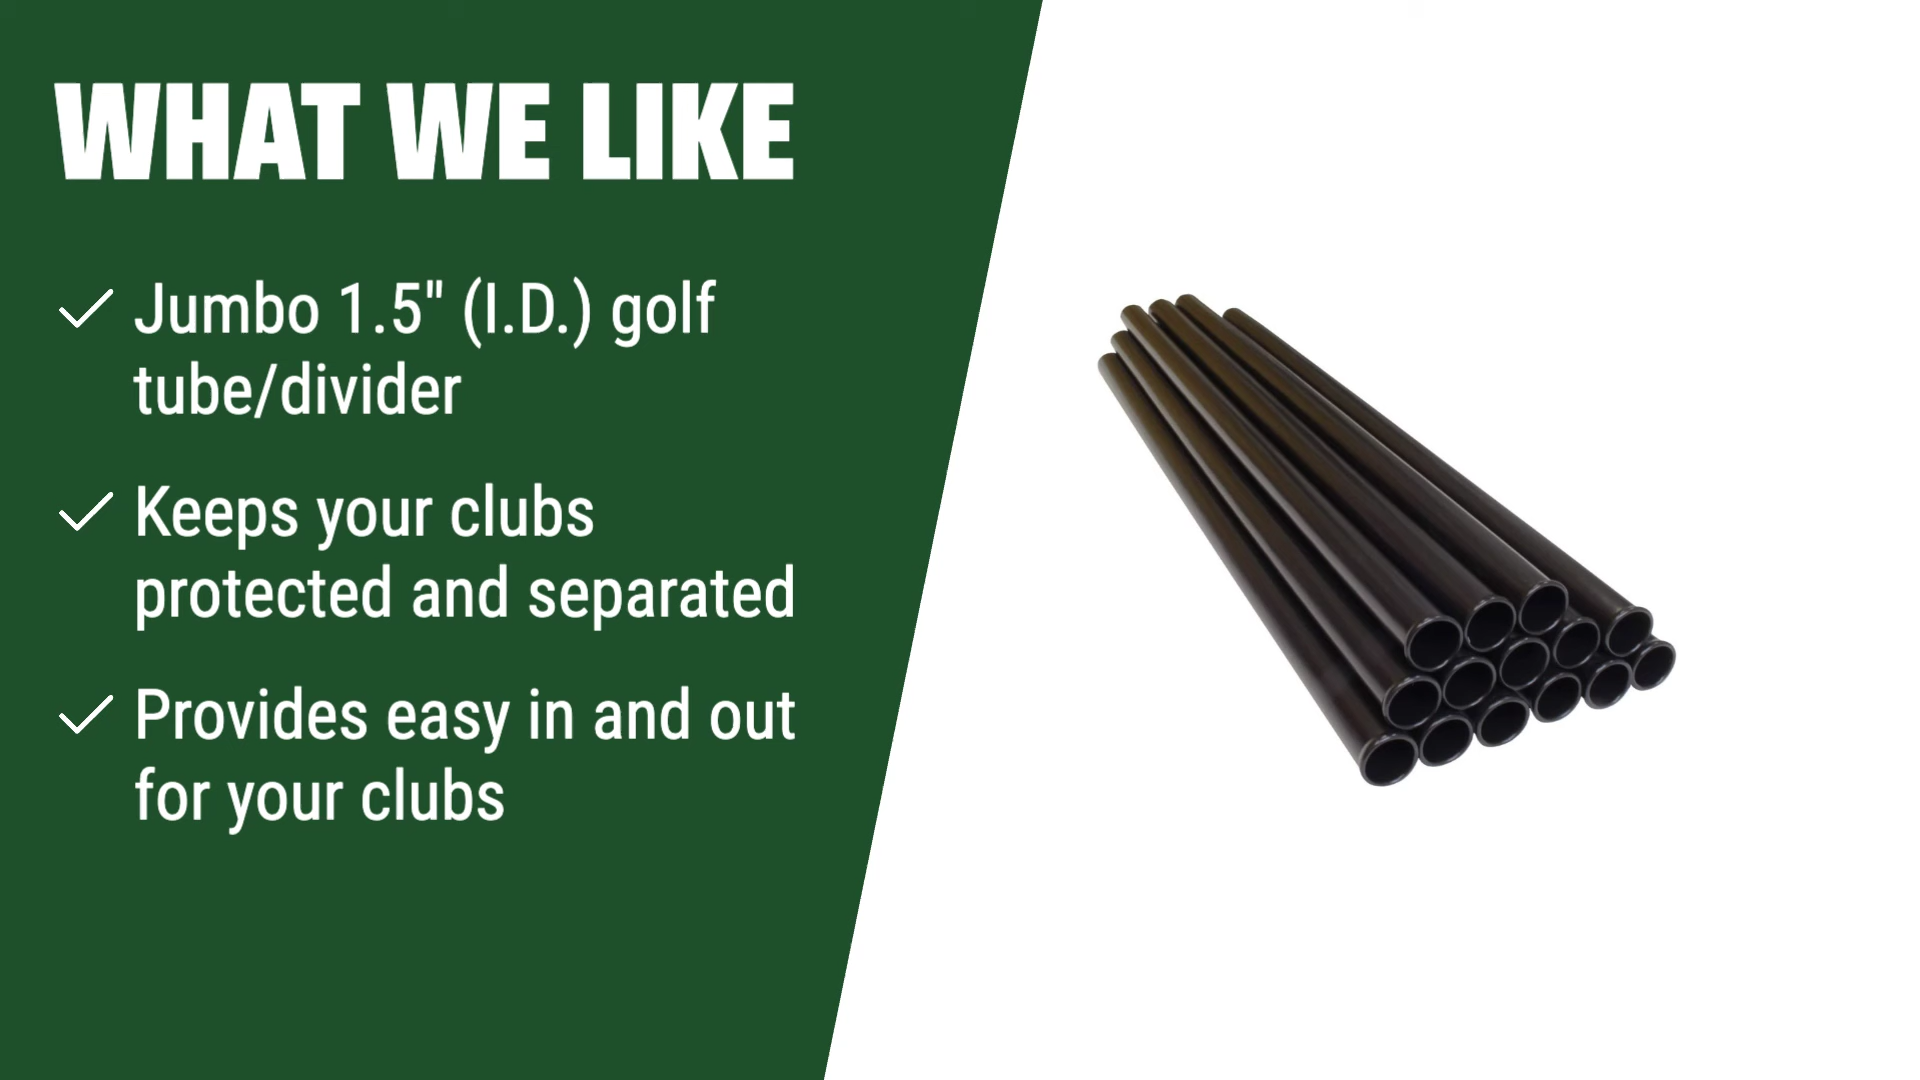 WHAT WE LIKE
Jumbo 1.5" (I.D.) golf
tube/divider
Keeps your clubs
protected and separated
Provides easy in and out
for your clubs